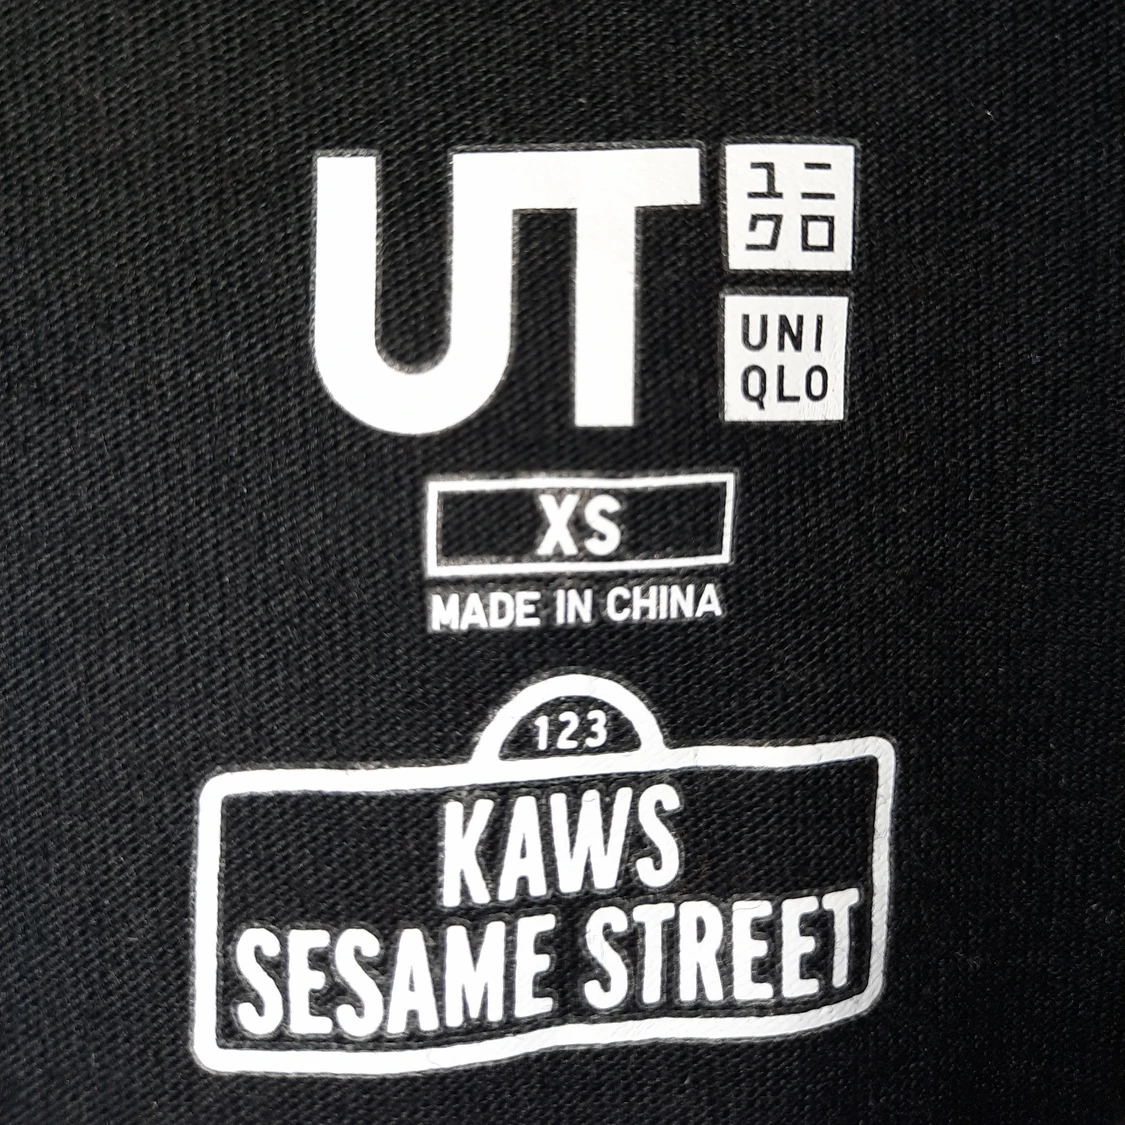 UT
ユニ
クロ
UNI
QLO
XS
MADE IN CHINA
123
KAWS
SESAME STREET